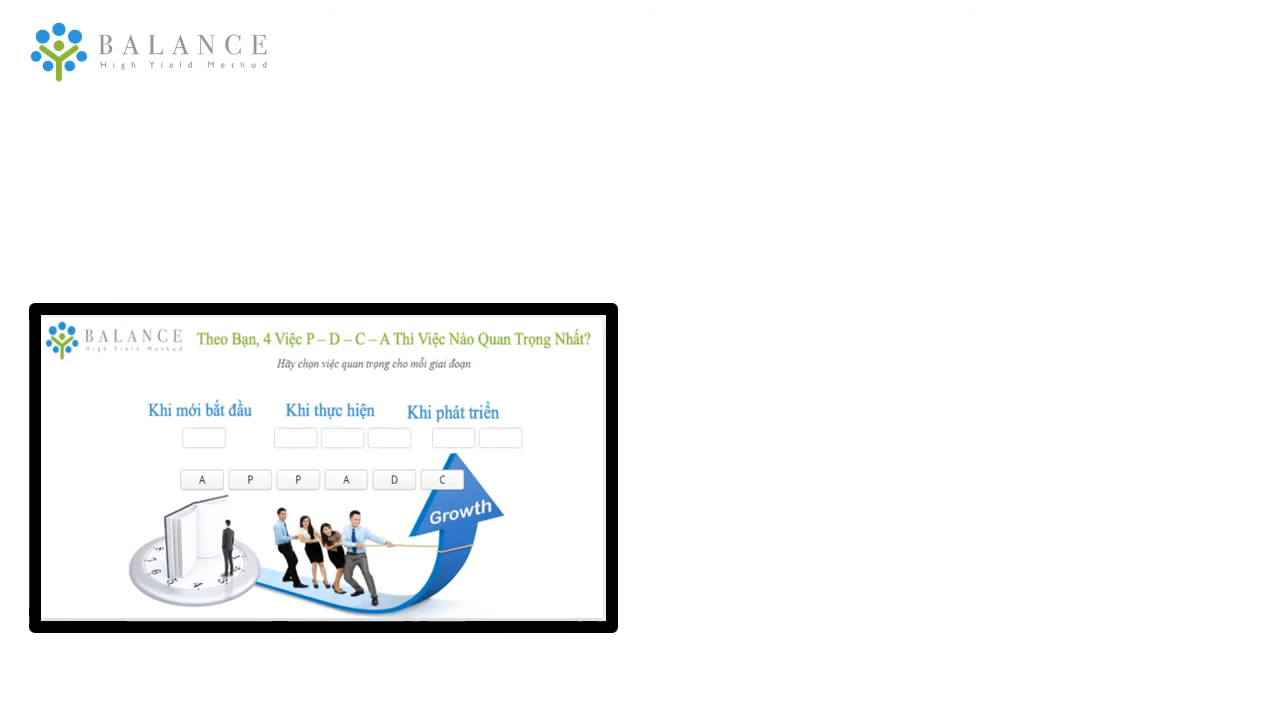 BALANCE
High Yield Method
BALANCE
High Yield Method
Theo Bạn, 4 Việc P – D – C – A Thì Việc Nào Quan Trọng Nhất?
Hãy chọn việc quan trọng cho mỗi giai đoạn
Khi mới bắt đầu Khi thực hiện Khi phát triển
A P P A D C
Growth